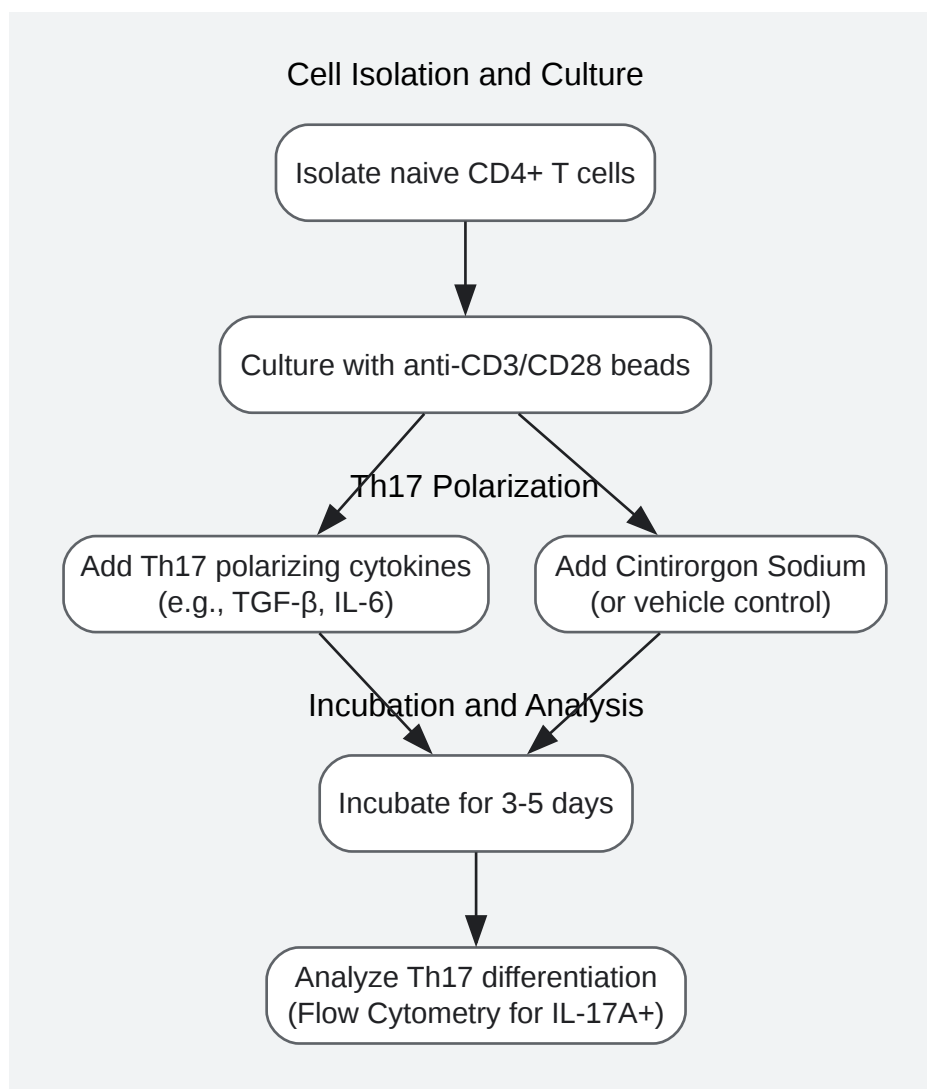 Cell Isolation and Culture
Isolate naive CD4+ T cells
Culture with anti-CD3/CD28 beads
Th17 Polarization
Add Th17 polarizing cytokines
(e.g., TGF-β, IL-6)
Add Cintirorgon Sodium
(or vehicle control)
Incubation and Analysis
Incubate for 3-5 days
Analyze Th17 differentiation
(Flow Cytometry for IL-17A+)